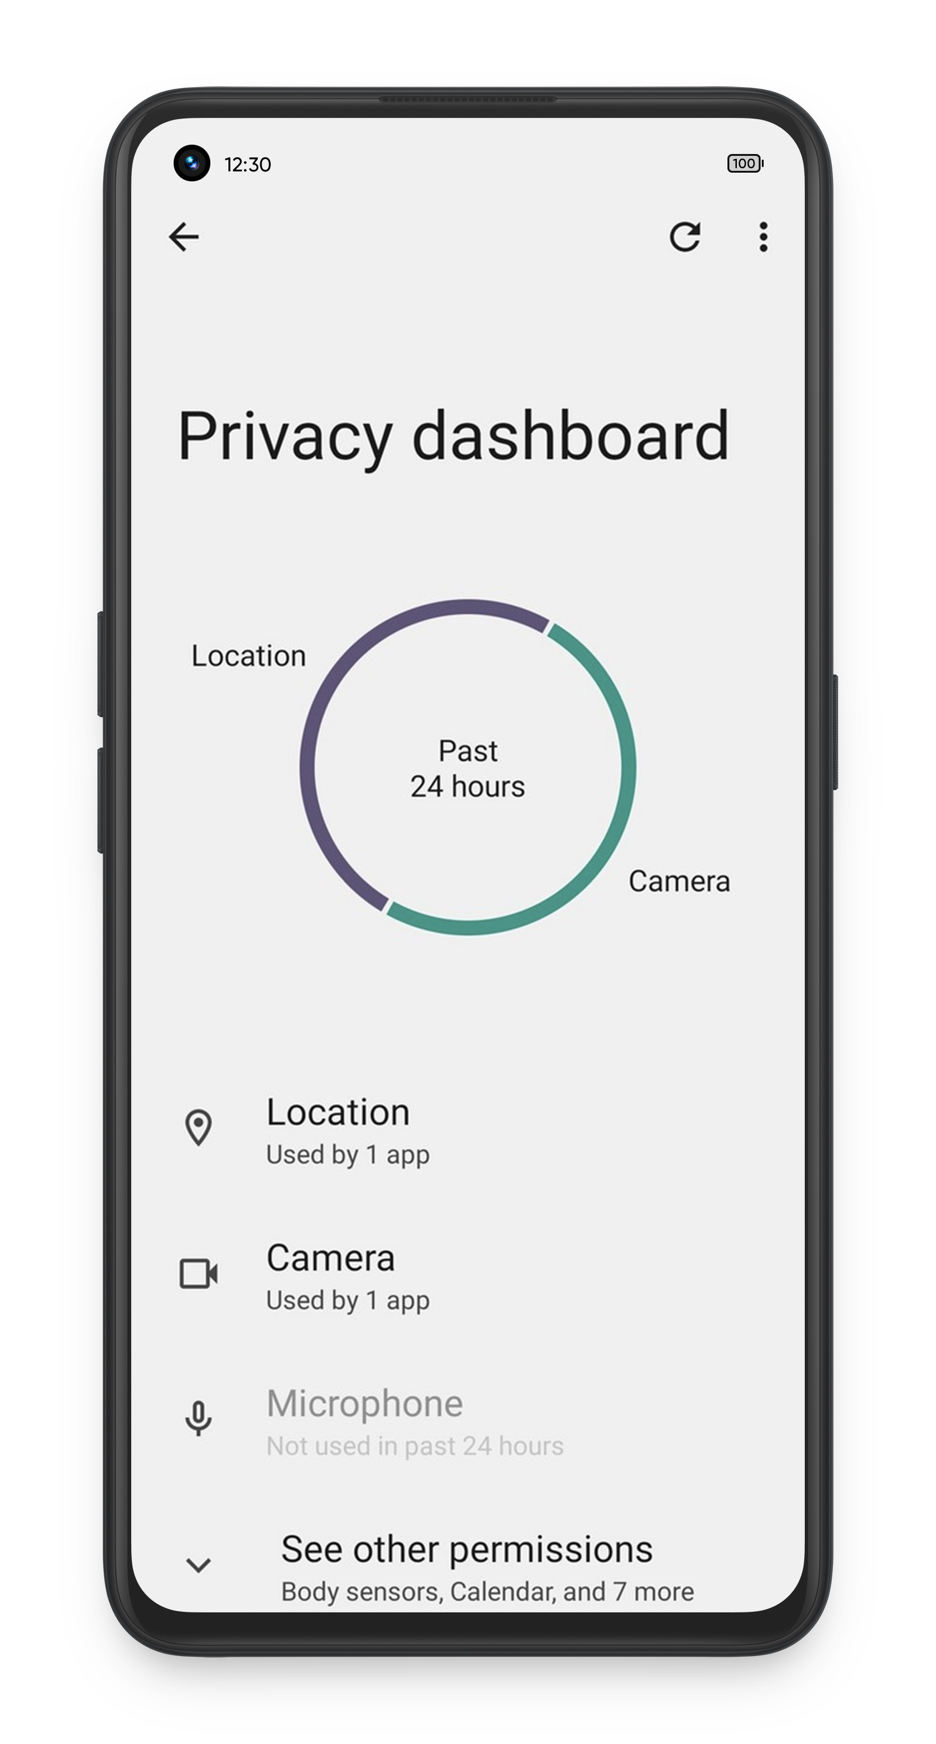 12:30
100
Privacy dashboard
Location
Past
24 hours
Camera
Location
Used by 1 app
Camera
Used by 1 app
Microphone
Not used in past 24 hours
See other permissions
Body sensors, Calendar, and 7 more